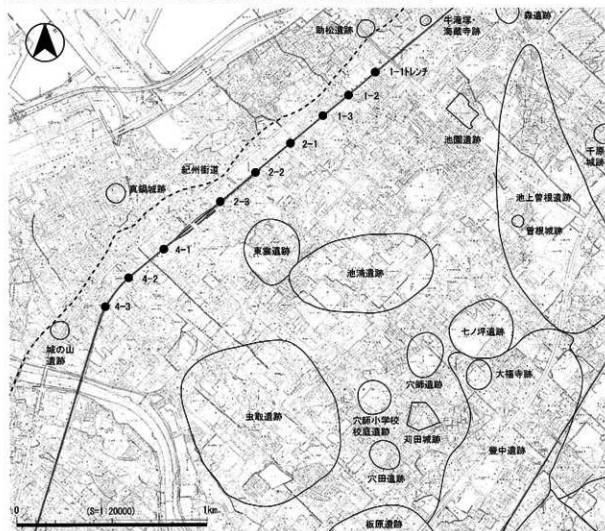 助松遺跡
牛滝塚・
海蔵寺跡
森遺跡
1-1トレンチ
1-2
1-3
池園遺跡
2-1
千原
城跡
紀州街道
2-2
真鍋城跡
2-3
池上曽根遺跡
曽根城跡
4-1
東雲遺跡
池浦遺跡
4-2
4-3
七ノ坪遺跡
城の山
遺跡
穴師遺跡
大福寺跡
虫取遺跡
穴師小学校
校庭遺跡
苅田城跡
豊中遺跡
穴田遺跡
0
(S=1:20000)
1km
板原遺跡